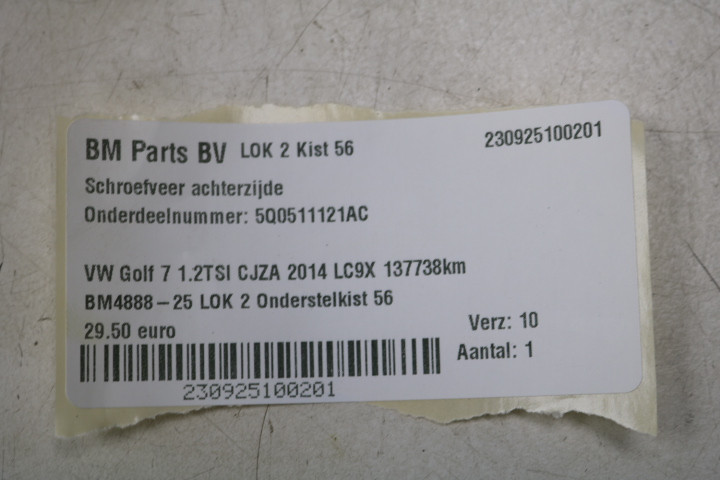 BM Parts BV LOK 2 Kist 56 230925100201
Schroefveer achterzijde
Onderdeelnummer: 5Q0511121AC
VW Golf 7 1.2TSI CJZA 2014 LC9X 137738km
BM4888-25 LOK 2 Onderstelkist 56
29.50 euro Verz: 10
Aantal: 1
230925100201